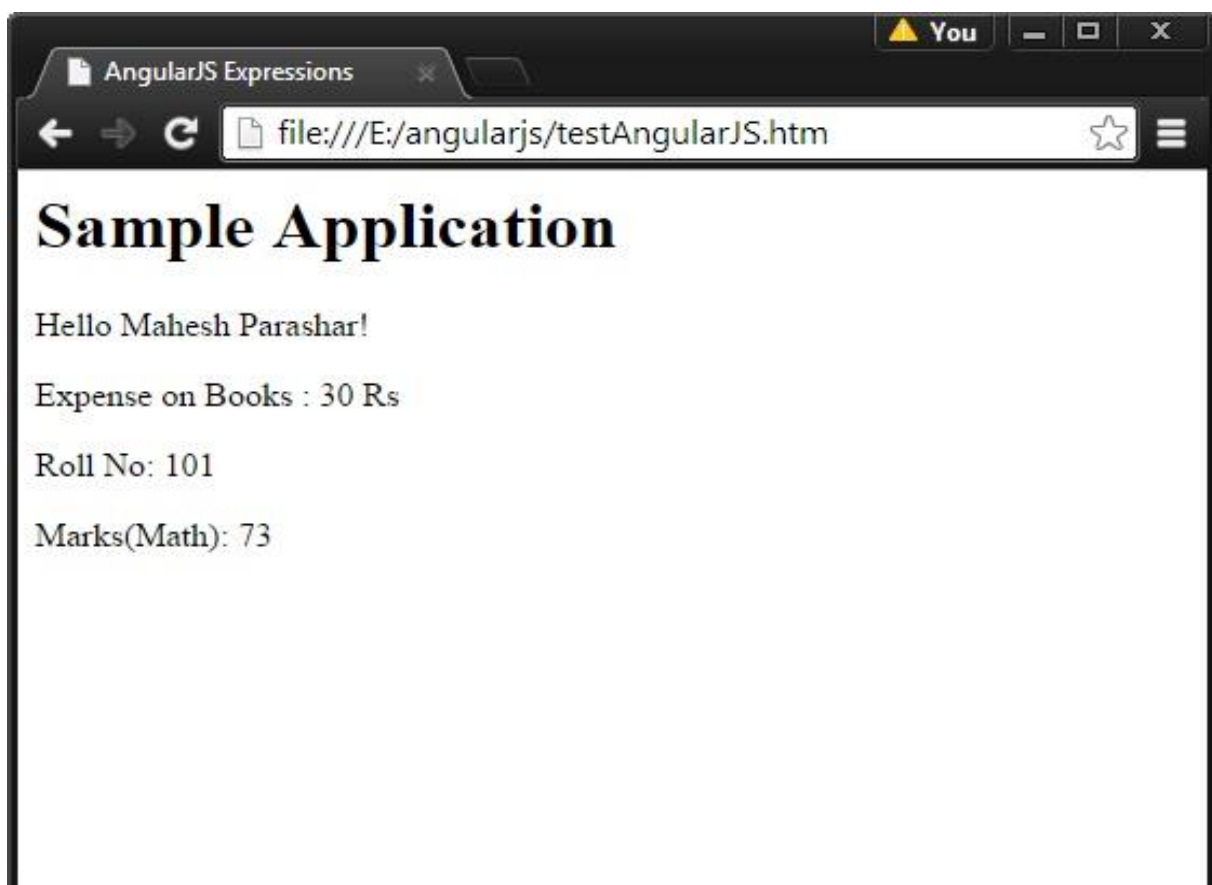 You
AngularJS Expressions
file:///E:/angularjs/testAngularJS.htm
Sample Application
Hello Mahesh Parashar!
Expense on Books : 30 Rs
Roll No: 101
Marks(Math): 73